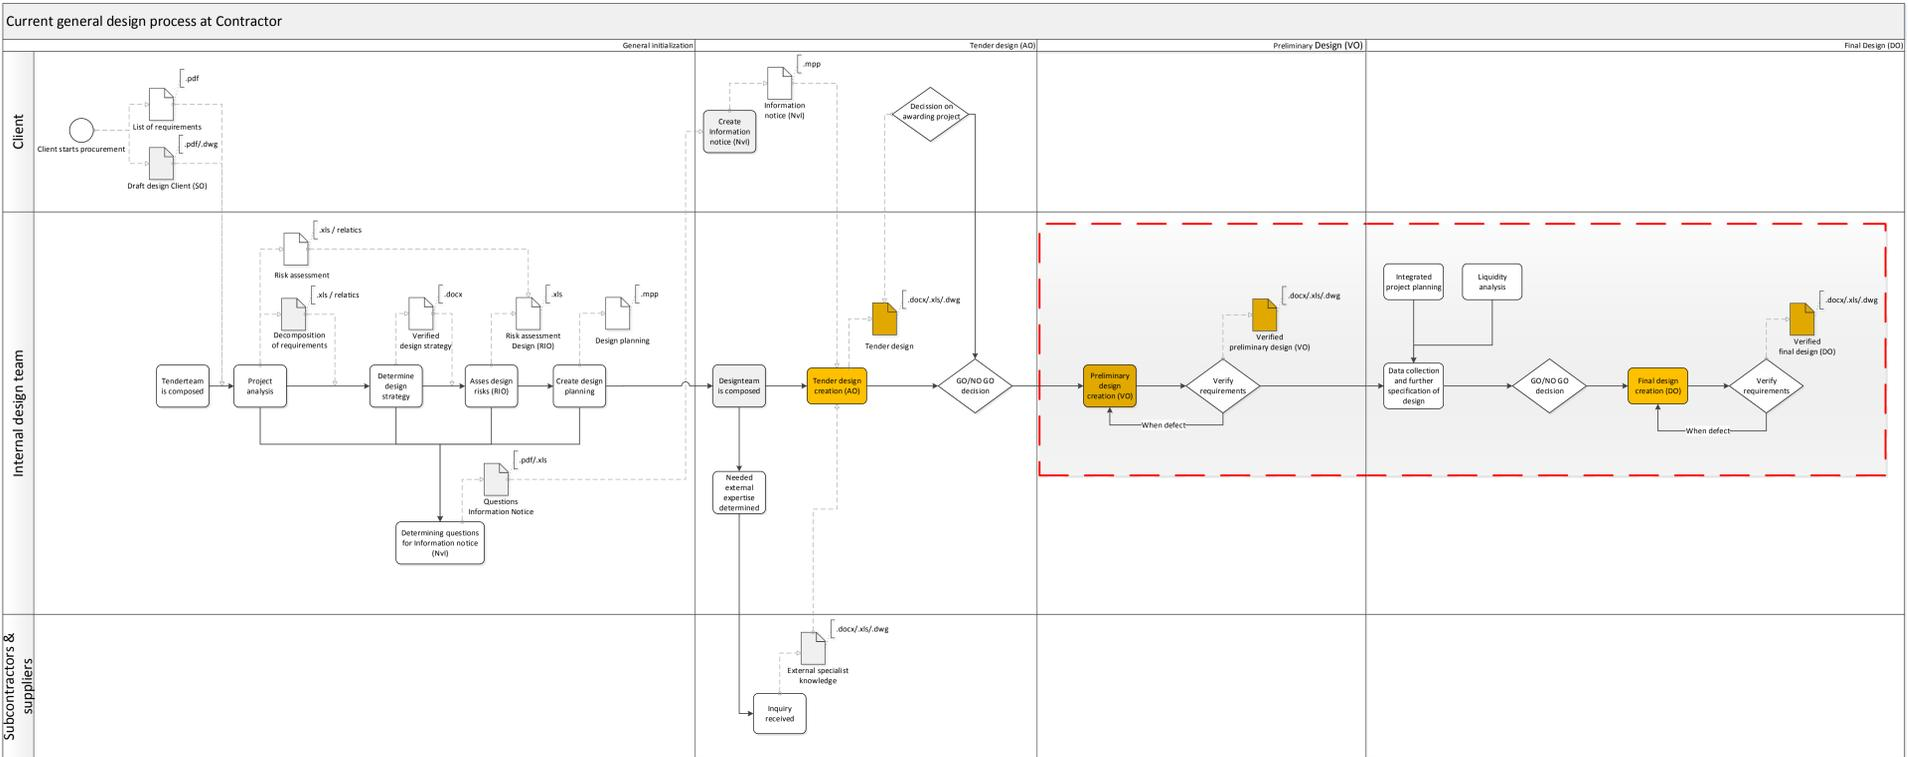 Current general design process at Contractor
General initialization
Tender design (AO)
Preliminary Design (VO)
Final Design (DO)
Client
Client starts procurement
.pdf
List of requirements
.pdf/.dwg
Draft design Client (SO)
Create
Information
notice (NvI)
.mpp
Information
notice (NvI)
Decission on
awarding project
Internal design team
Tenderteam
is composed
Project
analysis
.xls / relatics
Risk assessment
.xls / relatics
Decomposition
of requirements
Determine
design
strategy
.docx
Verified
design strategy
Asses design
risks (RIO)
.xls
Risk assessment
Design (RIO)
Create design
planning
.mpp
Design planning
.pdf/.xls
Questions
Information Notice
Determining questions
for Information notice
(NvI)
Designteam
is composed
Needed
external
expertise
determined
Tender design
creation (AO)
.docx/.xls/.dwg
Tender design
GO/NO GO
decision
Preliminary
design
creation (VO)
Verify
requirements
When defect
.docx/.xls/.dwg
Verified
preliminary design (VO)
Integrated
project planning
Liquidity
analysis
Data collection
and further
specification of
design
GO/NO GO
decision
Final design
creation (DO)
Verify
requirements
When defect
.docx/.xls/.dwg
Verified
final design (DO)
Subcontractors &
suppliers
.docx/.xls/.dwg
External specialist
knowledge
Inquiry
received